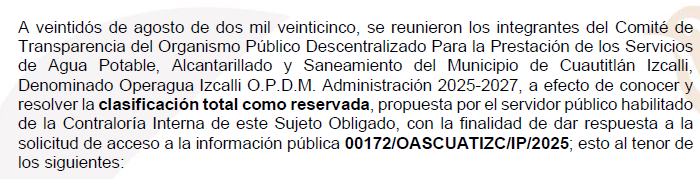 A veintidós de agosto de dos mil veinticinco, se reunieron los integrantes del Comité de
Transparencia del Organismo Público Descentralizado Para la Prestación de los Servicios
de Agua Potable, Alcantarillado y Saneamiento del Municipio de Cuautitlán Izcalli,
Denominado Operagua Izcalli O.P.D.M. Administración 2025-2027, a efecto de conocer y
resolver la clasificación total como reservada, propuesta por el servidor público habilitado
de la Contraloría Interna de este Sujeto Obligado, con la finalidad de dar respuesta a la
solicitud de acceso a la información pública 00172/OASCUATIZC/IP/2025; esto al tenor de
los siguientes: